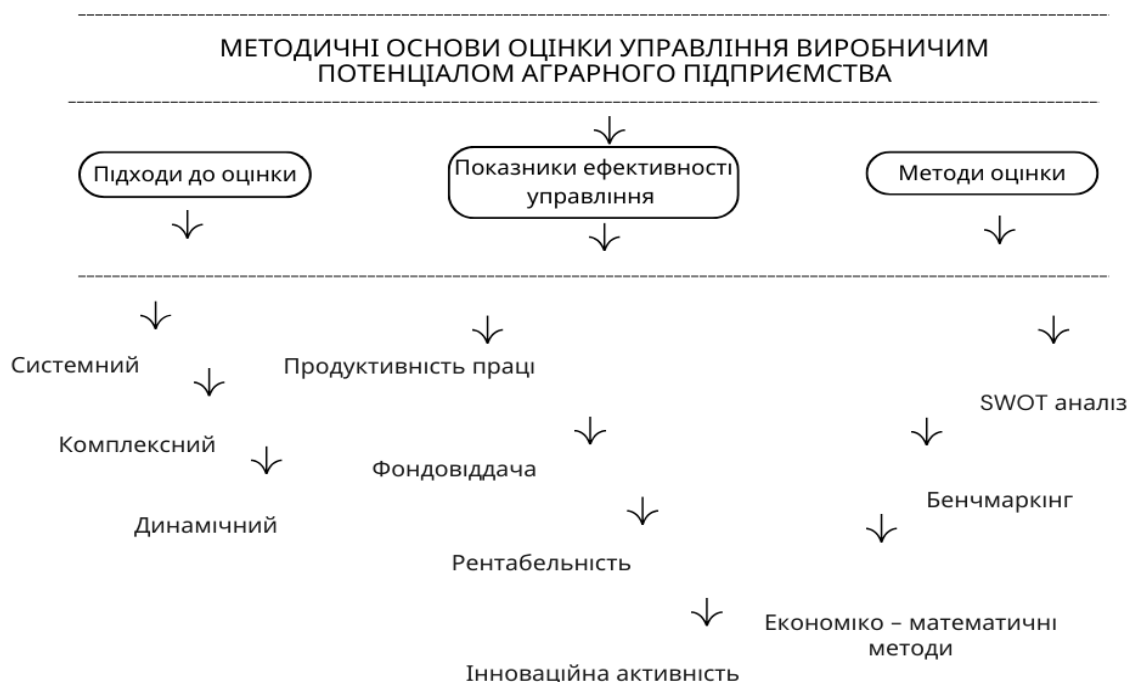 МЕТОДИЧНІ ОСНОВИ ОЦІНКИ УПРАВЛІННЯ ВИРОБНИЧИМ
ПОТЕНЦІАЛОМ АГРАРНОГО ПІДПРИЄМСТВА
Підходи до оцінки
Показники ефективності
управління
Методи оцінки
Системний
Комплексний
Динамічний
Продуктивність праці
Фондовіддача
Рентабельність
Інноваційна активність
SWOT аналіз
Бенчмаркінг
Економіко – математичні
методи